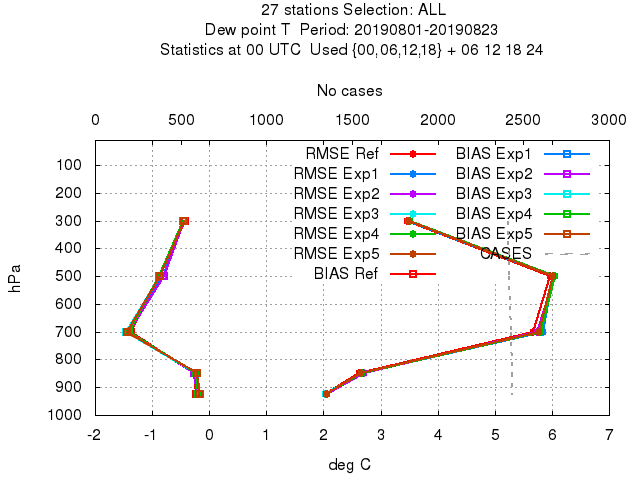 27 stations Selection: ALL
Dew point T  Period: 20190801-20190823
Statistics at 00 UTC  Used {00,06,12,18} + 06 12 18 24
No cases
0 500 1000 1500 2000 2500 3000
RMSE Ref BIAS Exp1
100
RMSE Exp1 BIAS Exp2
200 RMSE Exp2 BIAS Exp3
RMSE Exp3 BIAS Exp4
300
RMSE Exp4 BIAS Exp5
400 RMSE Exp5 CASES
BIAS Ref
500
600
700
800
900
1000
hPa
-2 -1 0 1 2 3 4 5 6 7
deg C